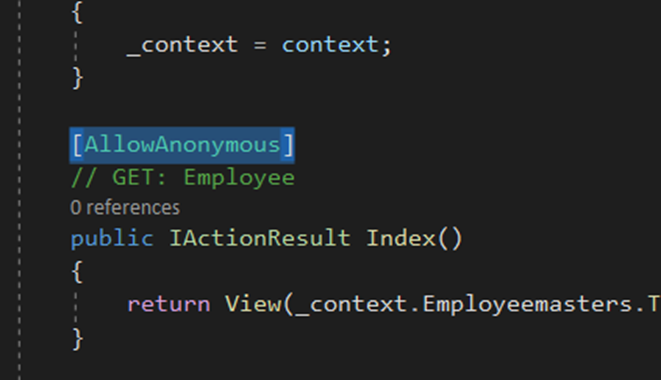 {
_context = context;
}
[AllowAnonymous]
// GET: Employee
0 references
public IActionResult Index()
{
return View(_context.Employeemasters.T
}